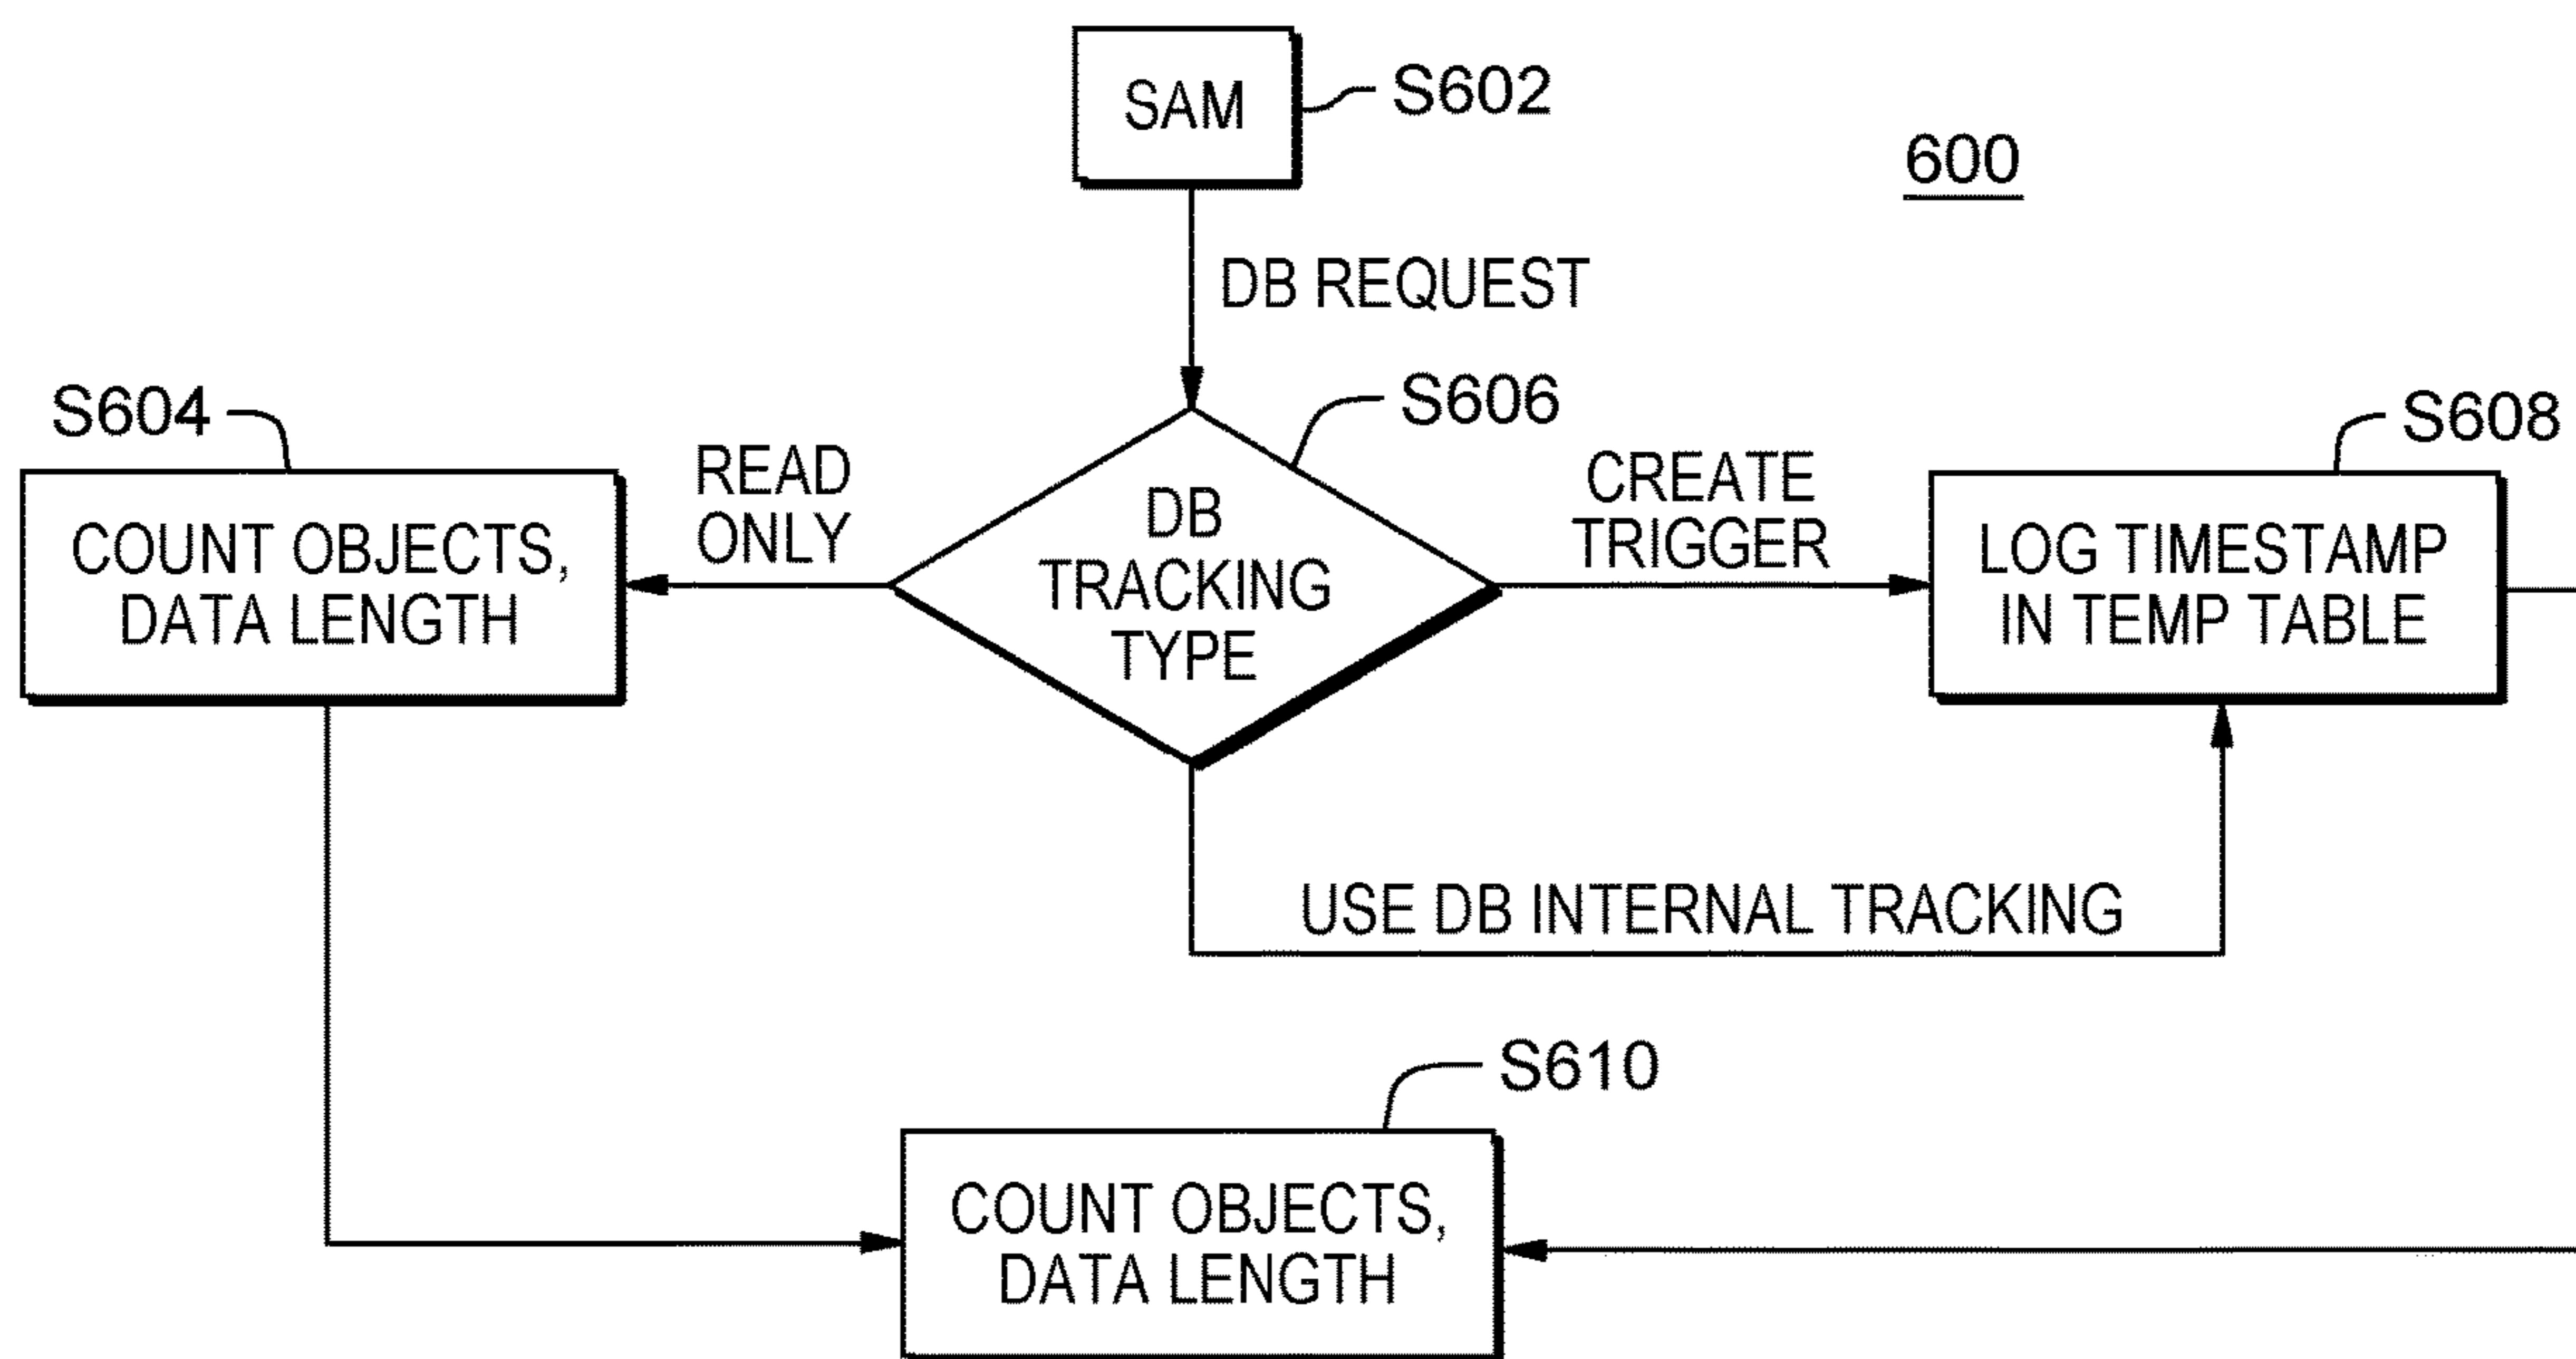 SAM
S602
600
DB REQUEST
S604
S606
S608
READ
ONLY
CREATE
TRIGGER
COUNT OBJECTS,
DATA LENGTH
DB
TRACKING
TYPE
LOG TIMESTAMP
IN TEMP TABLE
USE DB INTERNAL TRACKING
S610
COUNT OBJECTS,
DATA LENGTH